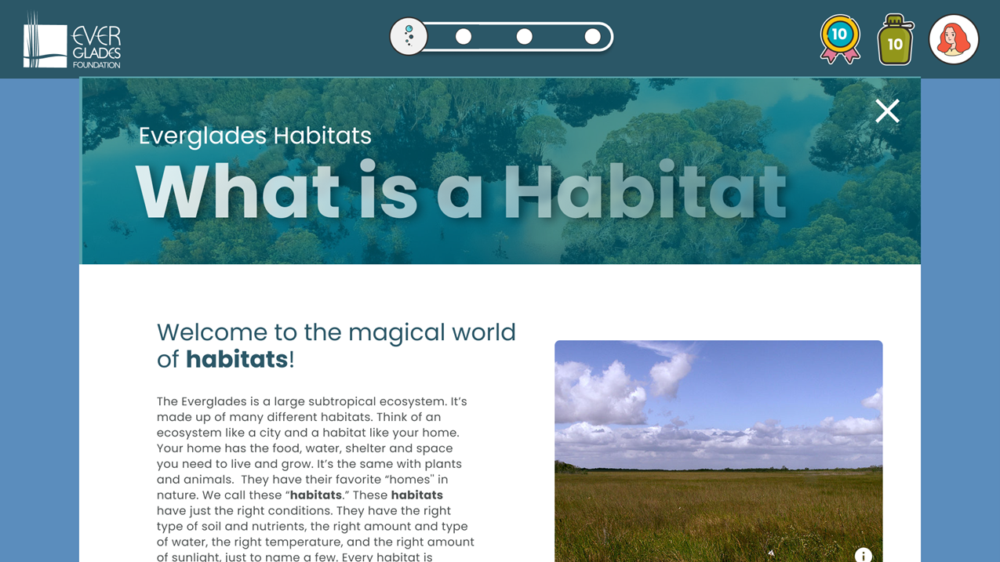 EVER
GLADES
FOUNDATION
10
10
Everglades Habitats
What is a Habitat
Welcome to the magical world
of habitats!
The Everglades is a large subtropical ecosystem. It’s
made up of many different habitats. Think of an
ecosystem like a city and a habitat like your home.
Your home has the food, water, shelter and space
you need to live and grow. It’s the same with plants
and animals.  They have their favorite “homes" in
nature. We call these “habitats.” These habitats
have just the right conditions. They have the right
type of soil and nutrients, the right amount and type
of water, the right temperature, and the right amount
of sunlight, just to name a few. Every habitat is
i